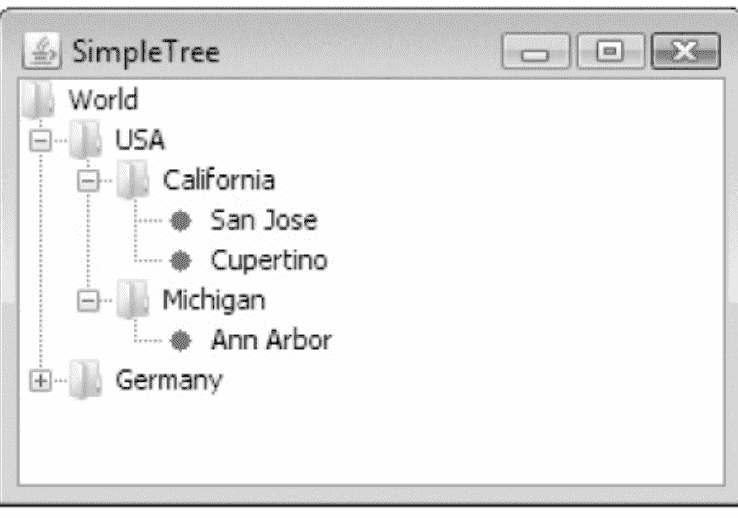 SimpleTree
World
USA
California
San Jose
Cupertino
Michigan
Ann Arbor
Germany